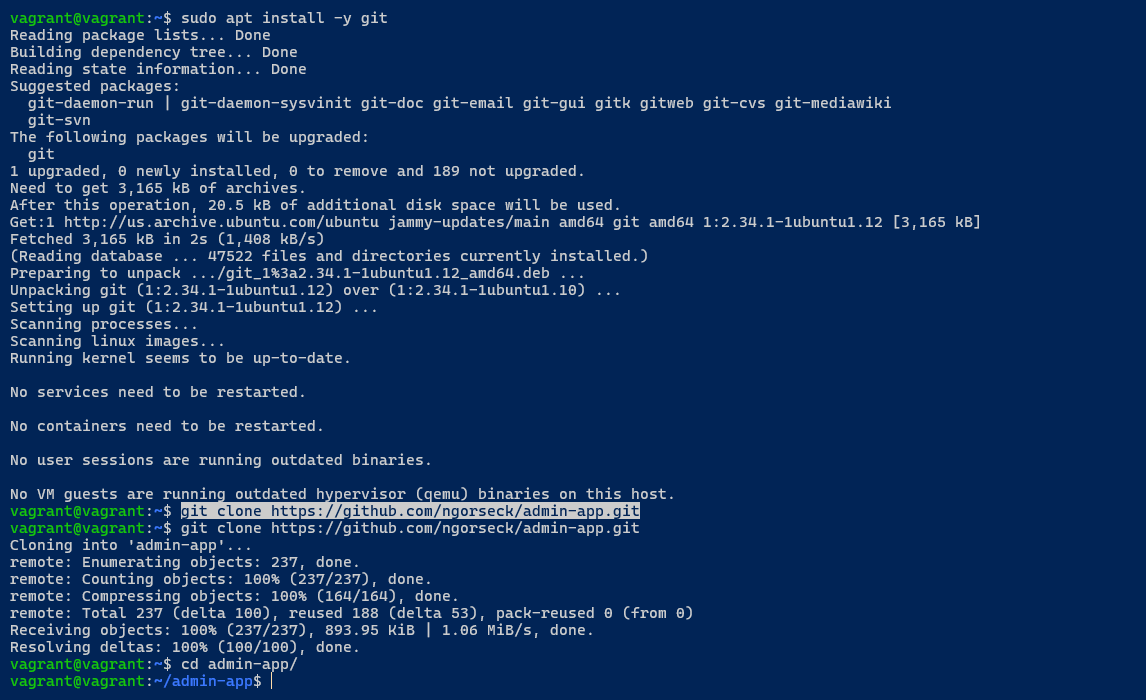 vagrant@vagrant:~$ sudo apt install -y git
Reading package lists... Done
Building dependency tree... Done
Reading state information... Done
Suggested packages:
  git-daemon-run | git-daemon-sysvinit git-doc git-email git-gui gitk gitweb git-cvs git-mediawiki
  git-svn
The following packages will be upgraded:
  git
1 upgraded, 0 newly installed, 0 to remove and 189 not upgraded.
Need to get 3,165 kB of archives.
After this operation, 20.5 kB of additional disk space will be used.
Get:1 http://us.archive.ubuntu.com/ubuntu jammy-updates/main amd64 git amd64 1:2.34.1-1ubuntu1.12 [3,165 kB]
Fetched 3,165 kB in 2s (1,408 kB/s)
(Reading database ... 47522 files and directories currently installed.)
Preparing to unpack .../git_1%3a2.34.1-1ubuntu1.12_amd64.deb ...
Unpacking git (1:2.34.1-1ubuntu1.12) over (1:2.34.1-1ubuntu1.10) ...
Setting up git (1:2.34.1-1ubuntu1.12) ...
Scanning processes...
Scanning linux images...
Running kernel seems to be up-to-date.

No services need to be restarted.

No containers need to be restarted.

No user sessions are running outdated binaries.

No VM guests are running outdated hypervisor (qemu) binaries on this host.
vagrant@vagrant:~$ git clone https://github.com/ngorseck/admin-app.git
vagrant@vagrant:~$ git clone https://github.com/ngorseck/admin-app.git
Cloning into 'admin-app'...
remote: Enumerating objects: 237, done.
remote: Counting objects: 100% (237/237), done.
remote: Compressing objects: 100% (164/164), done.
remote: Total 237 (delta 100), reused 188 (delta 53), pack-reused 0 (from 0)
Receiving objects: 100% (237/237), 893.95 KiB | 1.06 MiB/s, done.
Resolving deltas: 100% (100/100), done.
vagrant@vagrant:~$ cd admin-app/
vagrant@vagrant:~/admin-app$